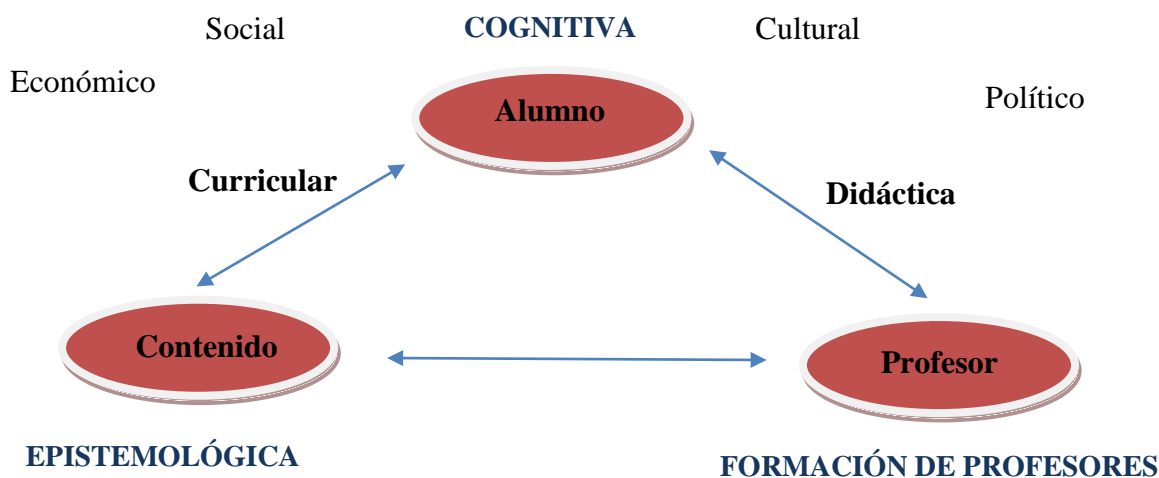 Social
COGNITIVA
Cultural
Económico
Político
Alumno
Curricular
Didáctica
Contenido
Profesor
EPISTEMOLÓGICA
FORMACIÓN DE PROFESORES